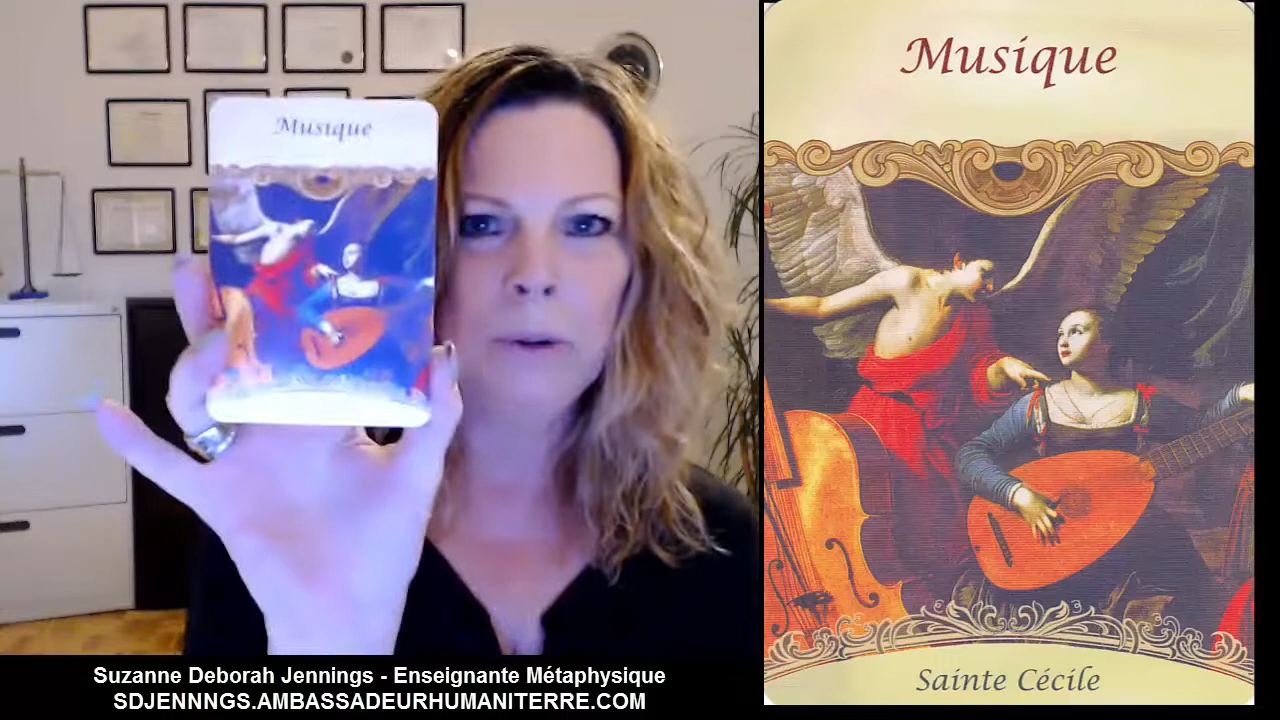 Musique
Musique
Sainte Cécile
Suzanne Deborah Jennings - Enseignante Métaphysique
SDJENNNGS.AMBASSADEURHUMANITERRE.COM